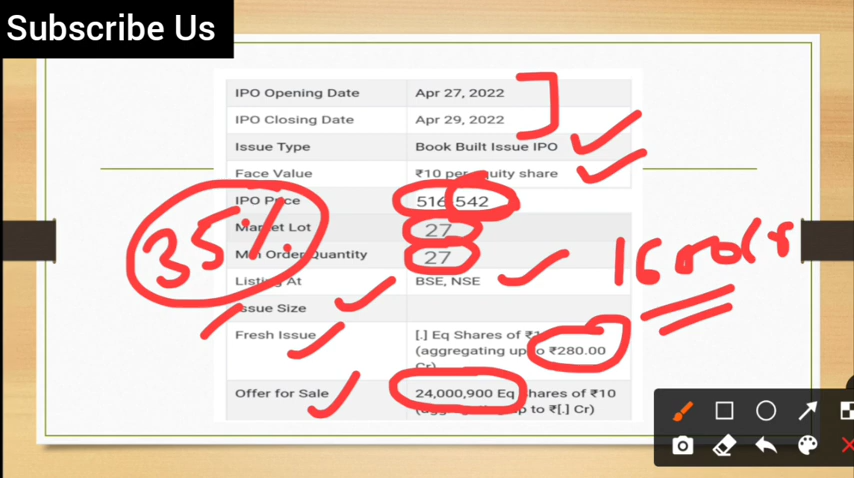 Subscribe Us
IPO Opening Date Apr 27, 2022
IPO Closing Date Apr 29, 2022
Issue Type Book Built Issue IPO
Face Value ₹10 per equity share
IPO Price 516 542
35%
Market Lot 27
Min Order Quantity 27
Listing At BSE, NSE
Issue Size
Fresh Issue [.] Eq Shares of
(aggregating up to ₹280.00
Cr)
Offer for Sale 24,000,900 Eq Shares of ₹10
(aggregating up to ₹[.] Cr)